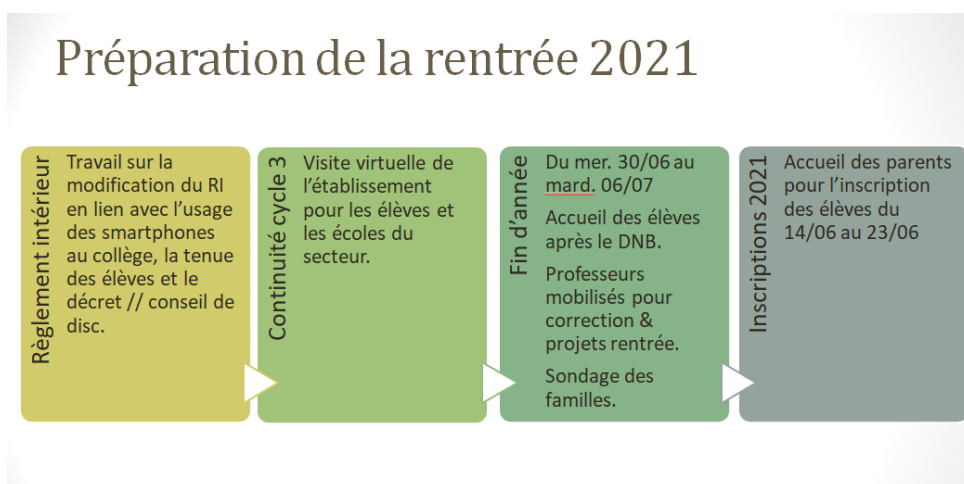 Préparation de la rentrée 2021
Règlement intérieur
Travail sur la
modification du RI
en lien avec l’usage
des smartphones
au collège, la tenue
des élèves et le
décret // conseil de
disc.
Continuité cycle 3
Visite virtuelle de
l’établissement
pour les élèves et
les écoles du
secteur.
Fin d’année
Du mer. 30/06 au
mard. 06/07
Accueil des élèves
après le DNB.
Professeurs
mobilisés pour
correction &
projets rentrée.
Sondage des
familles.
Inscriptions 2021
Accueil des parents
pour l’inscription
des élèves du
14/06 au 23/06